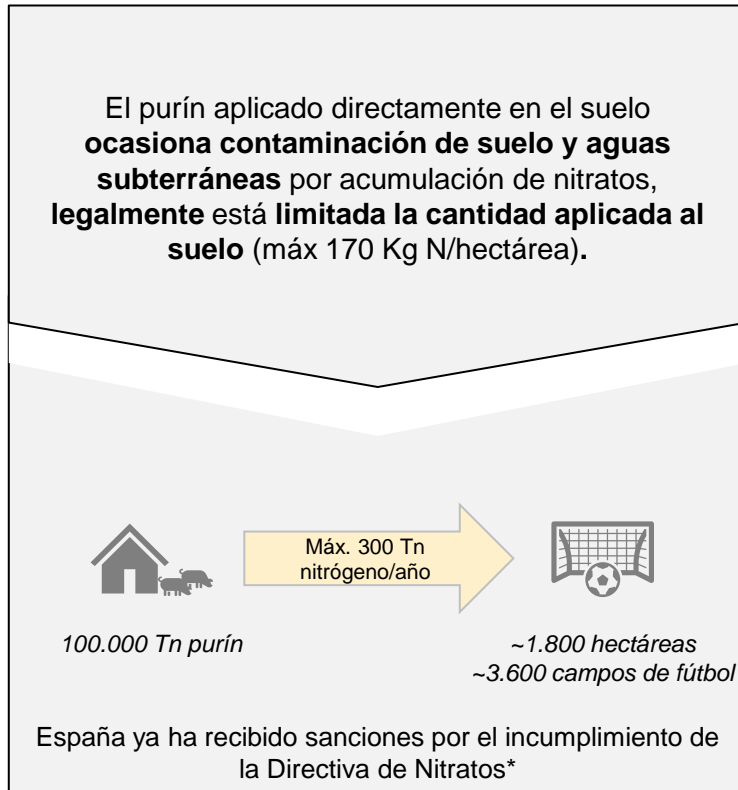 El purín aplicado directamente en el suelo
ocasiona contaminación de suelo y aguas
subterráneas por acumulación de nitratos,
legalmente está limitada la cantidad aplicada al
suelo (máx 170 Kg N/hectárea).
Máx. 300 Tn
nitrógeno/año
100.000 Tn purín
~1.800 hectáreas
~3.600 campos de fútbol
España ya ha recibido sanciones por el incumplimiento de
la Directiva de Nitratos*